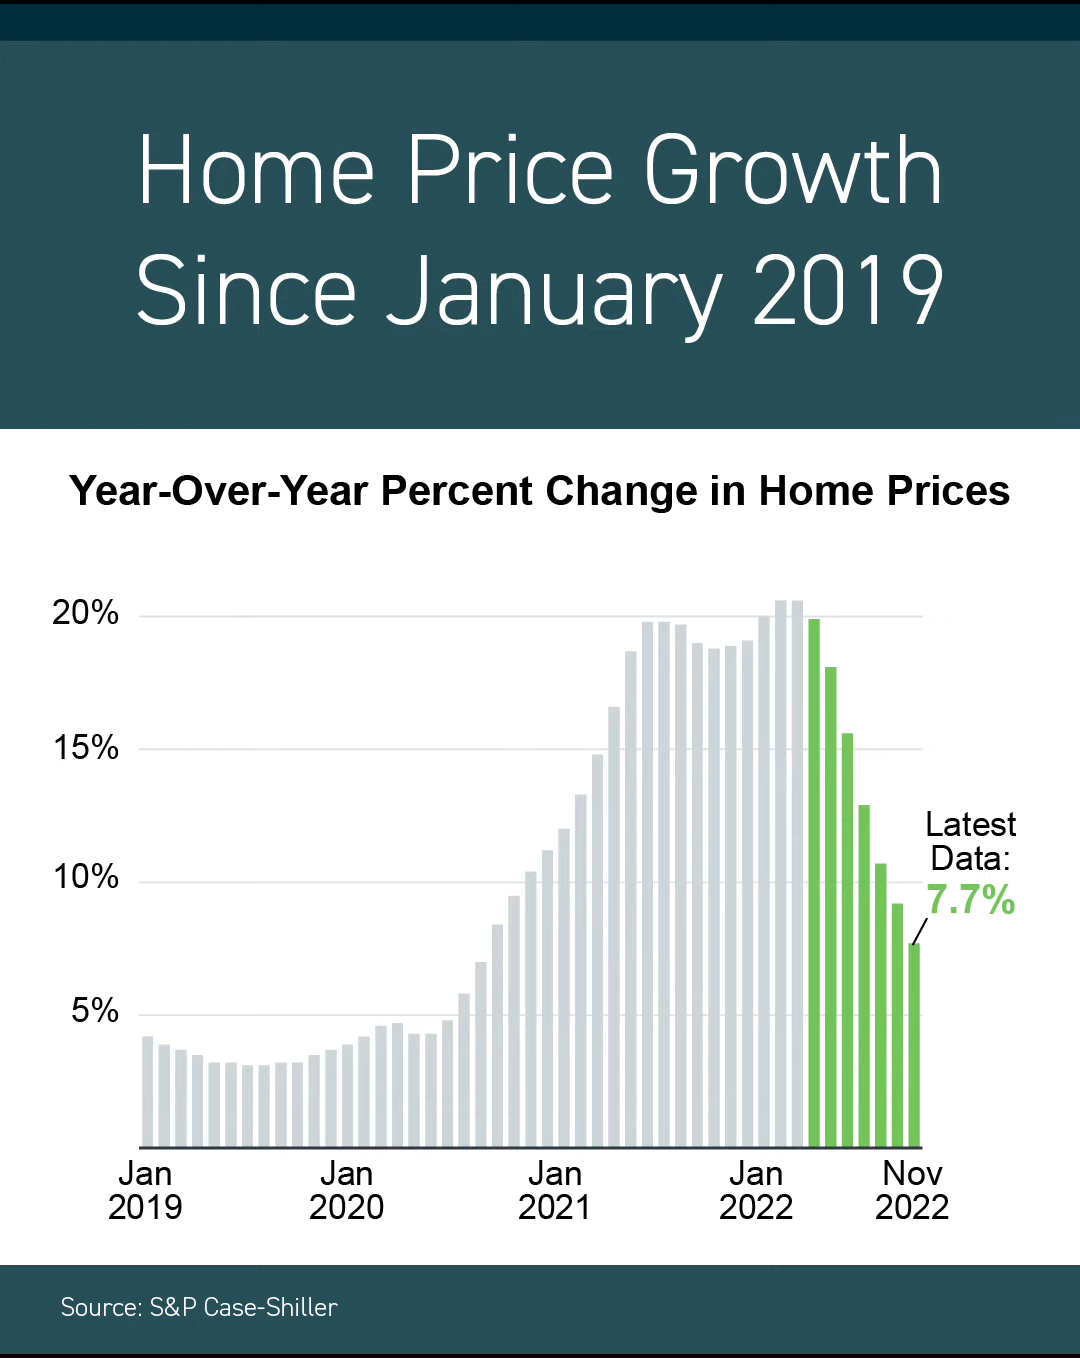 Home Price Growth
Since January 2019
Year-Over-Year Percent Change in Home Prices
20%
15%
10%
5%
Latest
Data:
7.7%
Jan
2019
Jan
2020
Jan
2021
Jan
2022
Nov
2022
Source: S&P Case-Shiller